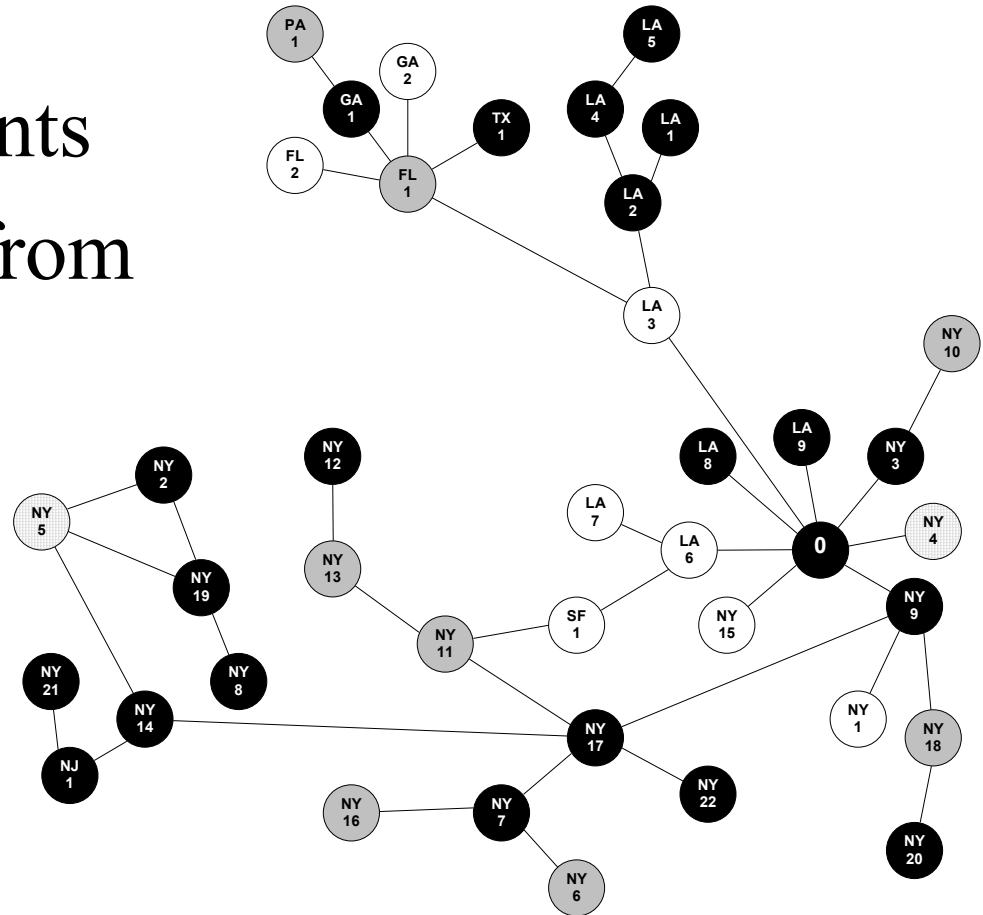 nts
from
PA
1
GA
2
LA
5
GA
1
TX
1
LA
4
LA
1
FL
2
FL
1
LA
2
LA
3
NY
10
NY
12
LA
8
LA
9
NY
3
NY
2
NY
5
LA
7
LA
6
0
NY
4
NY
13
NY
19
SF
1
NY
15
NY
9
NY
11
NY
21
NY
8
NY
14
NY
17
NY
1
NY
18
NJ
1
NY
22
NY
16
NY
7
NY
20
NY
6